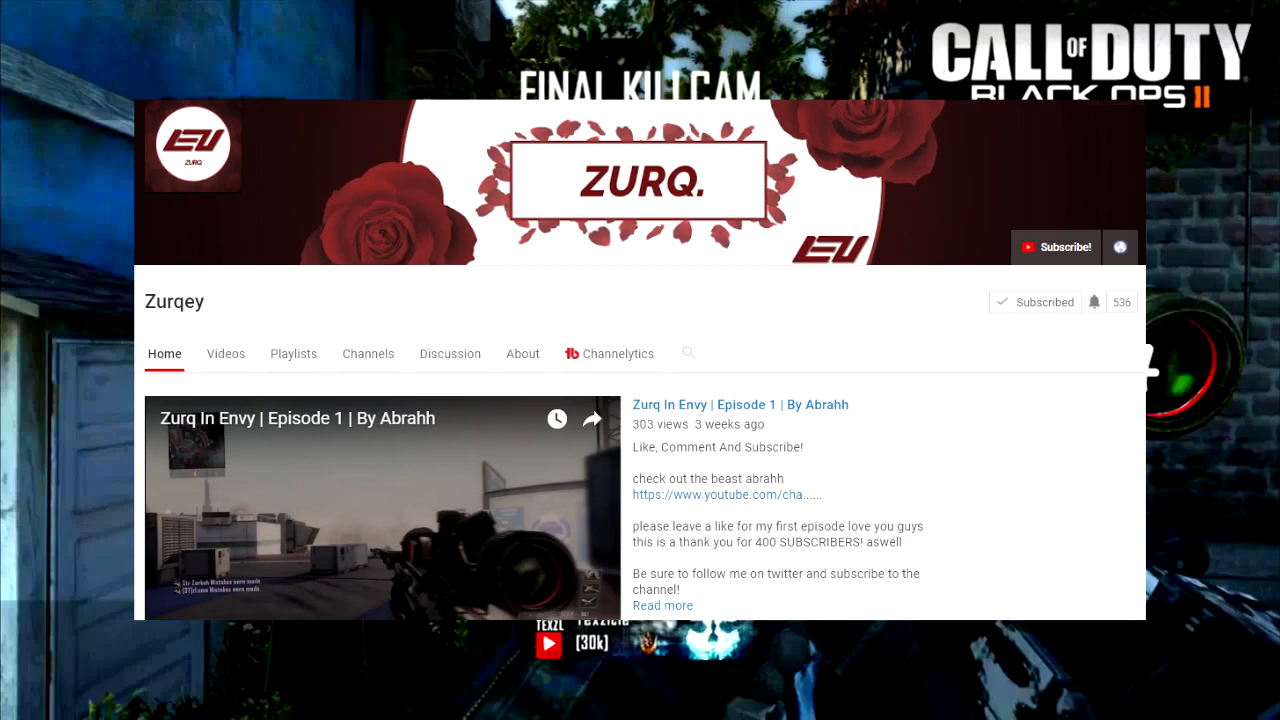 CALL OF DUTY
BLACK OPS II
FINAL KILLCAM
EU
ZURQ.
ZURQ.
EU
Subscribe!
Zurqey
Subscribed
536
Home
Videos
Playlists
Channels
Discussion
About
tb Channelytics
Zurq In Envy | Episode 1 | By Abrahh
Zurq In Envy | Episode 1 | By Abrahh
303 views 3 weeks ago
Like, Comment And Subscribe!
check out the beast abrahh
https://www.youtube.com/cha......
please leave a like for my first episode love you guys
this is a thank you for 400 SUBSCRIBERS! aswell
Be sure to follow me on twitter and subscribe to the
channel!
Read more
TEXZL
[30k]